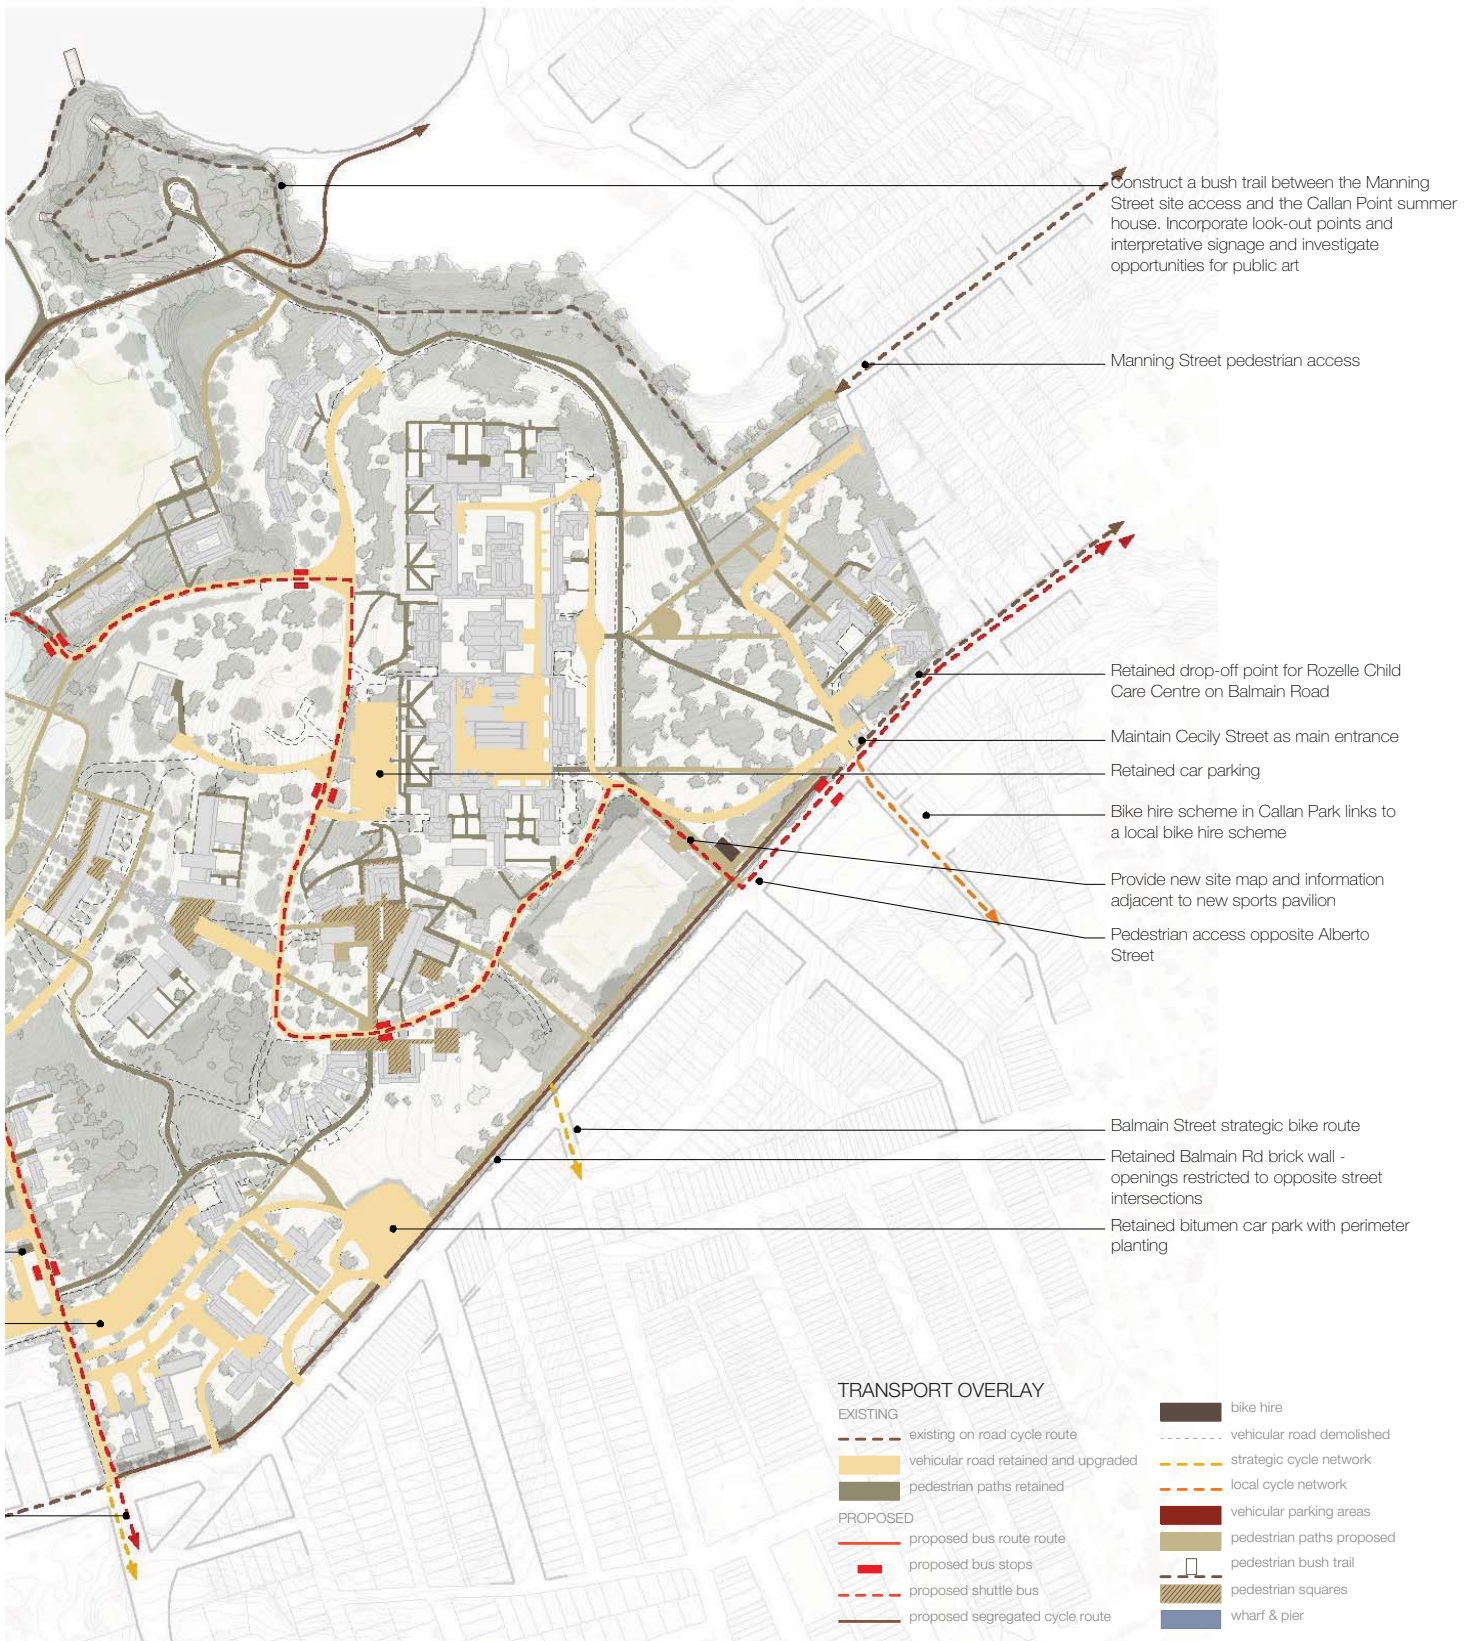 Construct a bush trail between the Manning
Street site access and the Callan Point summer
house. Incorporate look-out points and
interpretative signage and investigate
opportunities for public art
Manning Street pedestrian access
Retained drop-off point for Rozelle Child
Care Centre on Balmain Road
Maintain Cecily Street as main entrance
Retained car parking
Bike hire scheme in Callan Park links to
a local bike hire scheme
Provide new site map and information
adjacent to new sports pavilion
Pedestrian access opposite Alberto
Street
Balmain Street strategic bike route
Retained Balmain Rd brick wall -
openings restricted to opposite street
intersections
Retained bitumen car park with perimeter
planting
TRANSPORT OVERLAY
EXISTING
existing on road cycle route
vehicular road retained and upgraded
pedestrian paths retained
PROPOSED
proposed bus route route
proposed bus stops
proposed shuttle bus
proposed segregated cycle route
bike hire
vehicular road demolished
strategic cycle network
local cycle network
vehicular parking areas
pedestrian paths proposed
pedestrian bush trail
pedestrian squares
wharf & pier